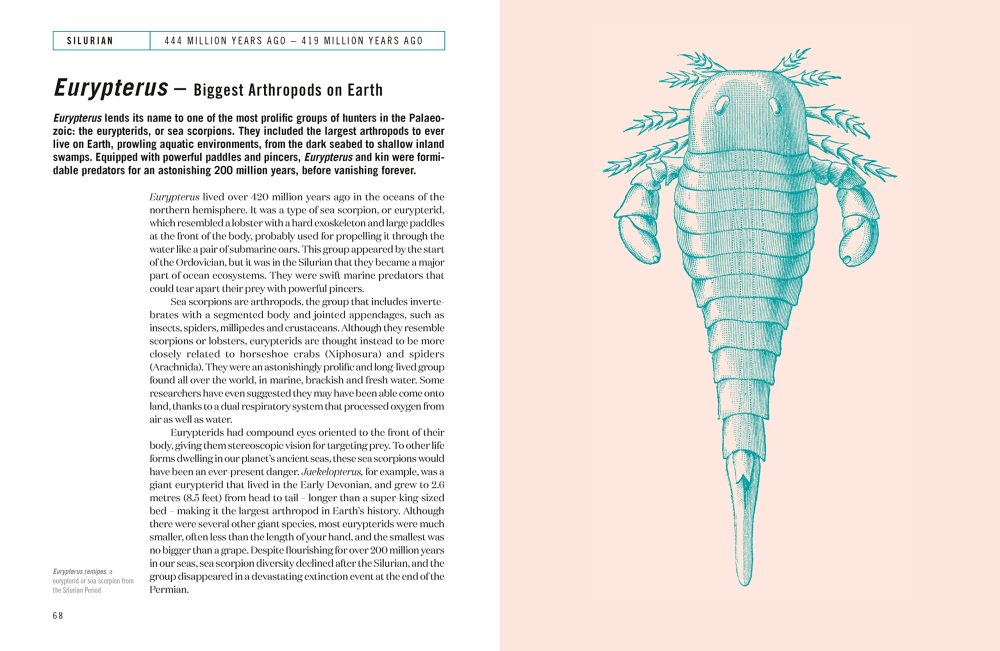 SILURIAN
444 MILLION YEARS AGO – 419 MILLION YEARS AGO
Eurypterus – Biggest Arthropods on Earth
Eurypterus lends its name to one of the most prolific groups of hunters in the Palaeo-
zoic: the eurypterids, or sea scorpions. They included the largest arthropods to ever
live on Earth, prowling aquatic environments, from the dark seabed to shallow inland
swamps. Equipped with powerful paddles and pincers, Eurypterus and kin were formi-
dable predators for an astonishing 200 million years, before vanishing forever.
Eurypterus lived over 420 million years ago in the oceans of the
northern hemisphere. It was a type of sea scorpion, or eurypterid,
which resembled a lobster with a hard exoskeleton and large paddles
at the front of the body, probably used for propelling it through the
water like a pair of submarine oars. This group appeared by the start
of the Ordovician, but it was in the Silurian that they became a major
part of ocean ecosystems. They were swift marine predators that
could tear apart their prey with powerful pincers.
Sea scorpions are arthropods, the group that includes inverte-
brates with a segmented body and jointed appendages, such as
insects, spiders, millipedes and crustaceans. Although they resemble
scorpions or lobsters, eurypterids are thought instead to be more
closely related to horseshoe crabs (Xiphosura) and spiders
(Arachnida). They were an astonishingly prolific and long-lived group
found all over the world, in marine, brackish and fresh water. Some
researchers have even suggested they may have been able come onto
land, thanks to a dual respiratory system that processed oxygen from
air as well as water.
Eurypterids had compound eyes oriented to the front of their
body, giving them stereoscopic vision for targeting prey. To other life
forms dwelling in our planet's ancient seas, these sea scorpions would
have been an ever-present danger. Jaekelopterus, for example, was a
giant eurypterid that lived in the Early Devonian, and grew to 2.6
metres (8.5 feet) from head to tail – longer than a super-king-sized
bed – making it the largest arthropod in Earth's history. Although
there were several other giant species, most eurypterids were much
smaller, often less than the length of your hand, and the smallest was
no bigger than a grape. Despite flourishing for over 200 million years
in our seas, sea scorpion diversity declined after the Silurian, and the
group disappeared in a devastating extinction event at the end of the
Permian.
Eurypterus remipes, a
eurypterid or sea scorpion from
the Silurian Period.
68